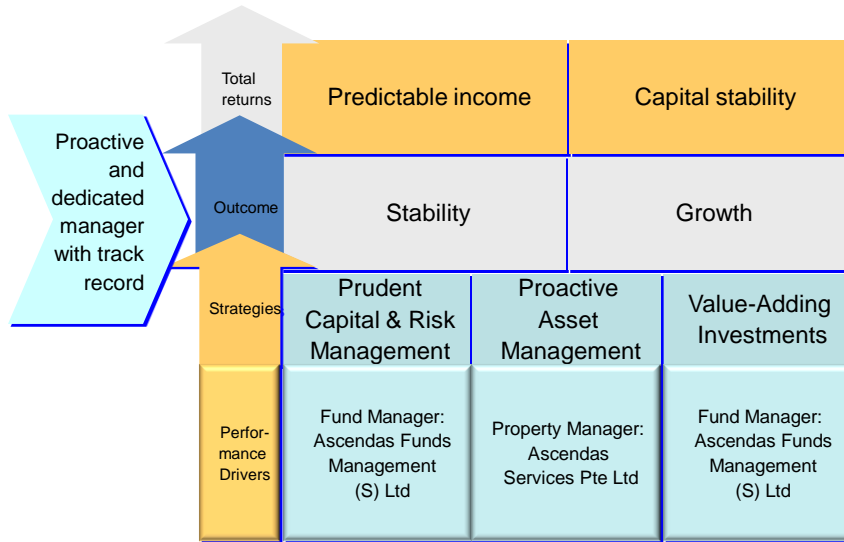 Total
returns
Predictable income
Capital stability
Proactive
and
dedicated
manager
with track
record
Outcome
Stability
Growth
Strategies
Prudent
Capital & Risk
Management
Proactive
Asset
Management
Value-Adding
Investments
Perfor-
mance
Drivers
Fund Manager:
Ascendas Funds
Management
(S) Ltd
Property Manager:
Ascendas
Services Pte Ltd
Fund Manager:
Ascendas Funds
Management
(S) Ltd